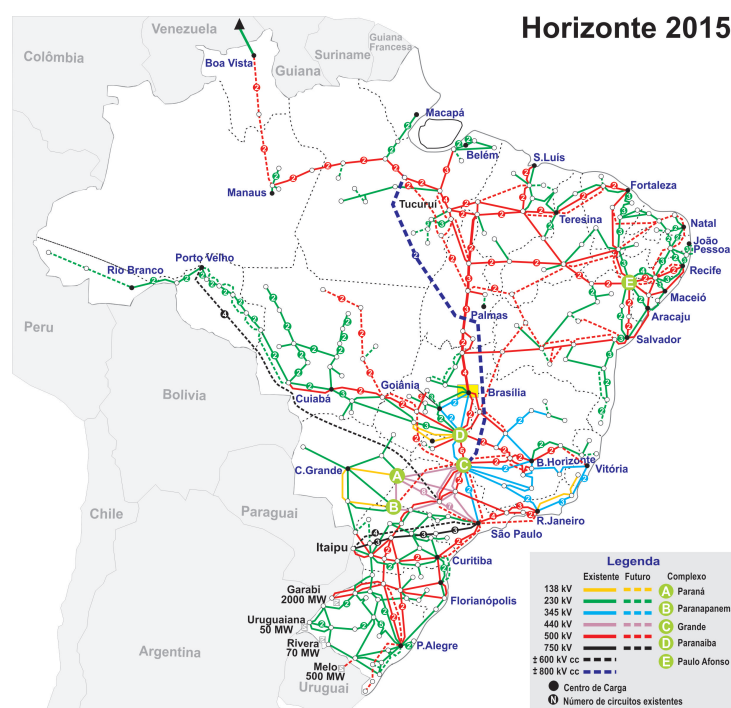 Horizonte 2015
Venezuela
Guiana
Francesa
Suriname
Colômbia
Boa Vista
Guiana
Macapá
Belém
S.Luís
Manaus
Tucuruí
Fortaleza
Teresina
Natal
João
Pessoa
Porto Velho
Rio Branco
Recife
E
Maceió
Palmas
Aracaju
Peru
Salvador
Goiânia
Brasília
Bolivia
Cuiabá
D
C.Grande
C
B.Horizonte
Vitória
A
B
Paraguai
Chile
R.Janeiro
São Paulo
Itaipu
Curitiba
Garabi
2000 MW
Florianópolis
Uruguaiana
50 MW
Rivera
70 MW
P.Alegre
Melo
500 MW
Argentina
Uruguai
Legenda
Existente Futuro Complexo
138 kV A Paraná
230 kV B Paranapanema
345 kV
440 kV C Grande
500 kV D Paranaiba
750 kV
± 600 kV cc E Paulo Afonso
± 800 kV cc
Centro de Carga
N Número de circuitos existentes